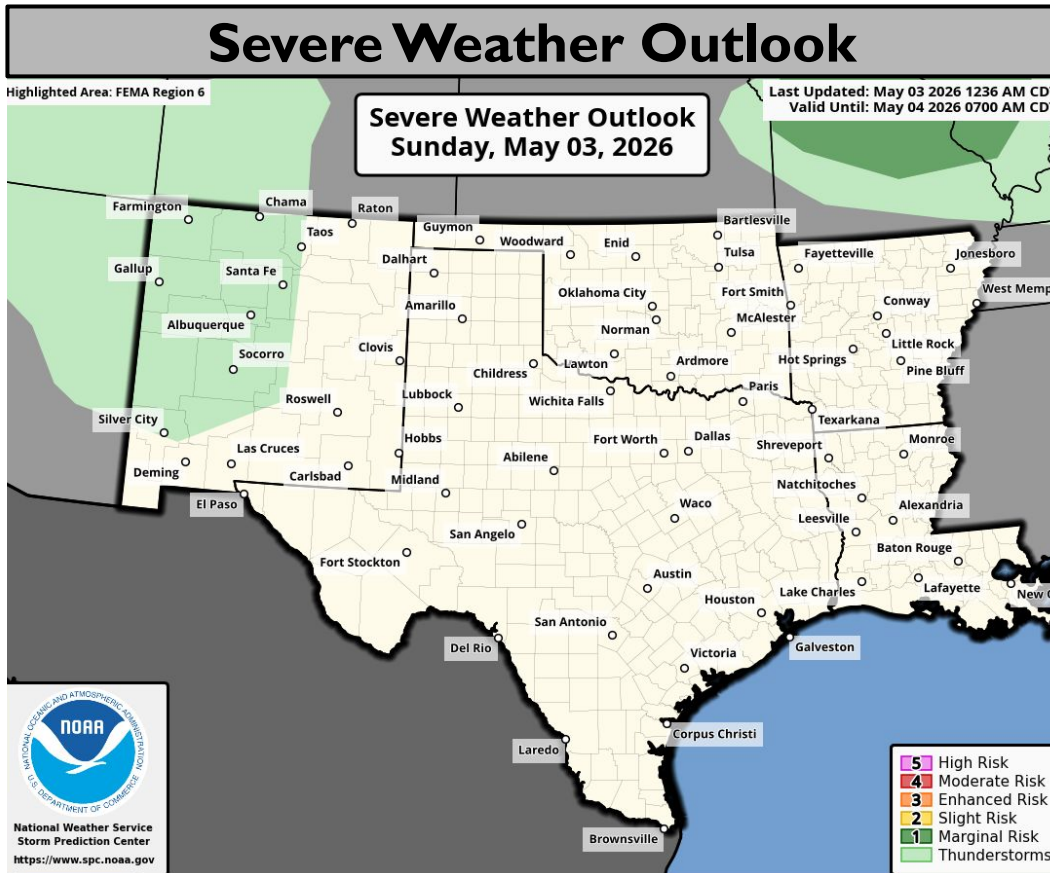 Severe Weather Outlook
Highlighted Area: FEMA Region 6
Last Updated: May 03 2026 1236 AM CD
Valid Until: May 04 2026 0700 AM CD
Severe Weather Outlook
Sunday, May 03, 2026
Farmington
Chama
Raton
Taos
Guymon
Woodward
Enid
Bartlesville
Gallup
Santa Fe
Dalhart
Tulsa
Fayetteville
Jonesboro
Albuquerque
Amarillo
Oklahoma City
Fort Smith
Conway
West Memp
Norman
McAlester
Little Rock
Socorro
Clovis
Childress
Lawton
Ardmore
Hot Springs
Pine Bluff
Silver City
Roswell
Lubbock
Wichita Falls
Paris
Texarkana
Las Cruces
Hobbs
Fort Worth
Dallas
Shreveport
Monroe
Deming
Carlsbad
Midland
Abilene
Natchitoches
El Paso
Waco
Alexandria
San Angelo
Leesville
Fort Stockton
Baton Rouge
Austin
Lake Charles
Lafayette
New O
Houston
San Antonio
Del Rio
Galveston
Victoria
Laredo
Corpus Christi
Brownsville
NATIONAL OCEANIC AND ATMOSPHERIC ADMINISTRATION
NOAA
U.S. DEPARTMENT OF COMMERCE
National Weather Service
Storm Prediction Center
https://www.spc.noaa.gov
5 High Risk
4 Moderate Risk
3 Enhanced Risk
2 Slight Risk
1 Marginal Risk
Thunderstorms